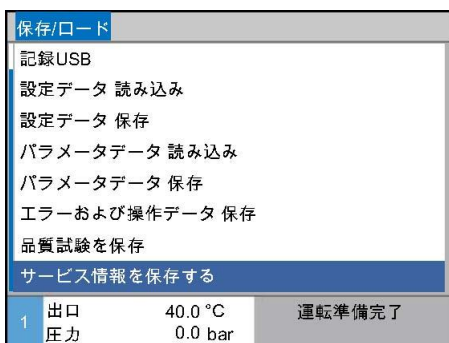 保存/ロード
記録USB
設定データ 読み込み
設定データ 保存
パラメータデータ 読み込み
パラメータデータ 保存
エラーおよび操作データ 保存
品質試験を保存
サービス情報を保存する
1 出口 40.0 °C 運転準備完了
圧力 0.0 bar